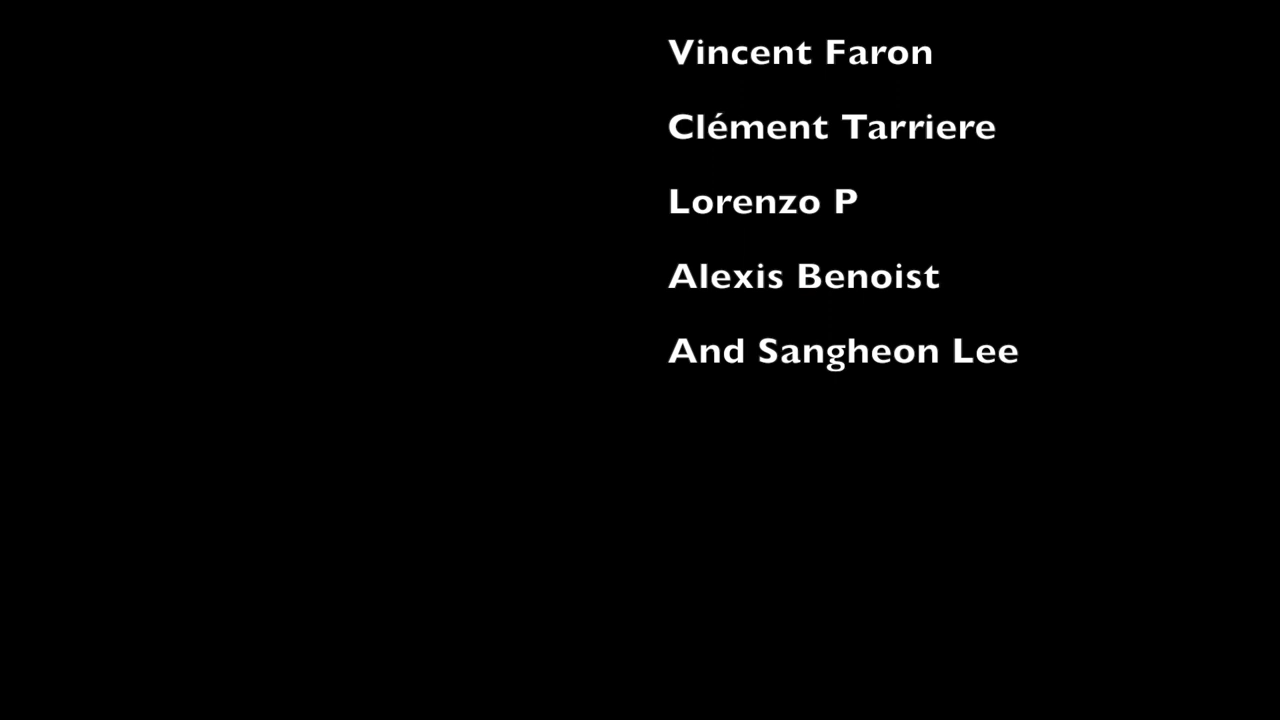 Vincent Faron
Clément Tarriere
Lorenzo P
Alexis Benoist
And Sangheon Lee